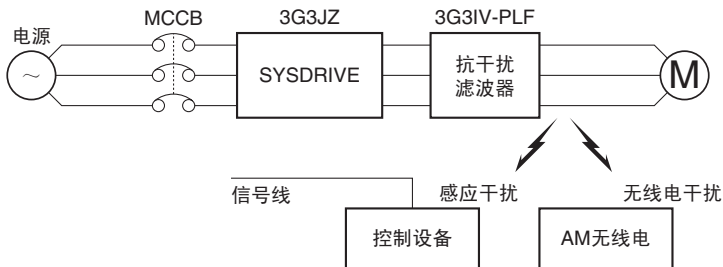 MCCB
3G3JZ
3G3IV-PLF
电源
~
SYSDRIVE
抗干扰
滤波器
M
信号线
感应干扰
无线电干扰
控制设备
AM无线电